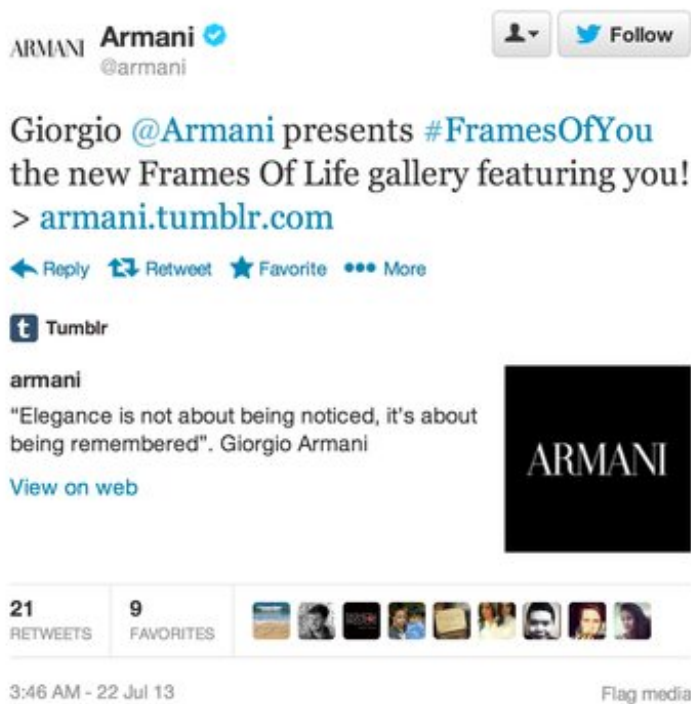 ARMANI
Armani
@armani
Follow
Giorgio @Armani presents #FramesOfYou
the new Frames Of Life gallery featuring you!
> armani.tumblr.com
Reply Retweet Favorite More
t Tumblr
armani
"Elegance is not about being noticed, it's about
being remembered". Giorgio Armani
View on web
ARMANI
21 9
RETWEETS FAVORITES
3:46 AM - 22 Jul 13 Flag media